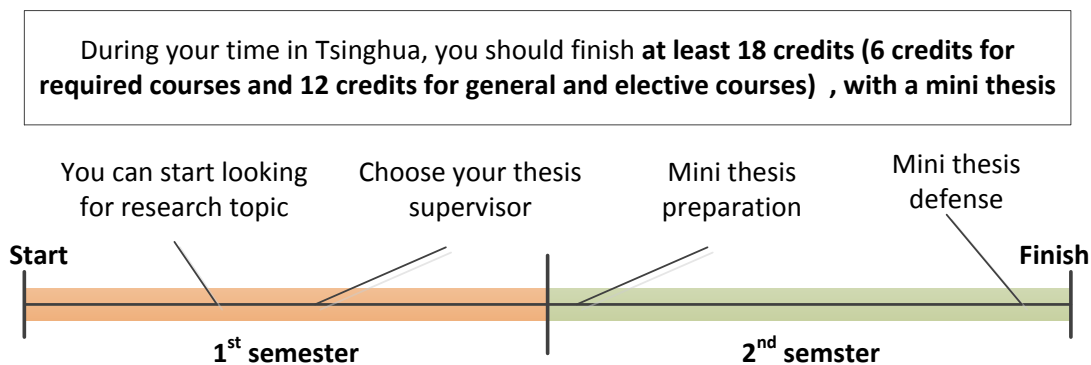 During your time in Tsinghua, you should finish at least 18 credits (6 credits for
required courses and 12 credits for general and elective courses) , with a mini thesis
You can start looking
for research topic
Choose your thesis
supervisor
Mini thesis
preparation
Mini thesis
defense
Start
Finish
1st semester
2nd semster